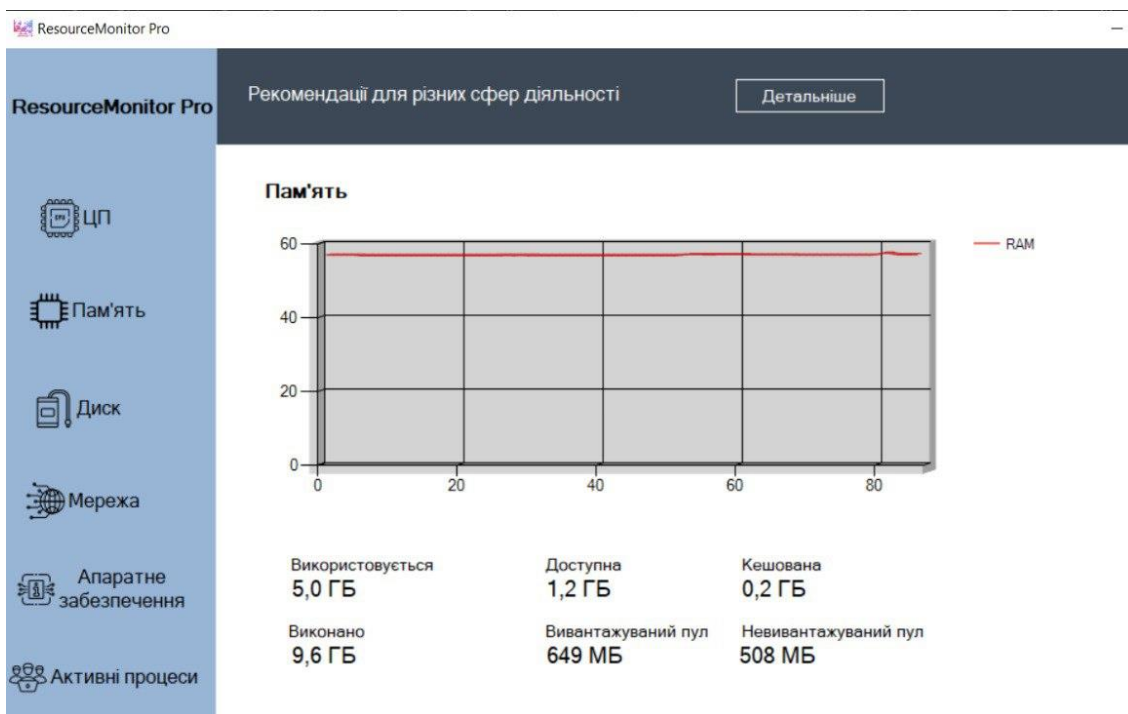 ResourceMonitor Pro
ResourceMonitor Pro
Рекомендації для різних сфер діяльності
Детальніше
ЦП
Пам'ять
Диск
Мережа
Апаратне
забезпечення
Активні процеси
Пам'ять
60
40
20
0
0 20 40 60 80
RAM
Використовується Доступна Кешована
5,0 ГБ 1,2 ГБ 0,2 ГБ
Виконано Вивантажуваний пул Невивантажуваний пул
9,6 ГБ 649 МБ 508 МБ